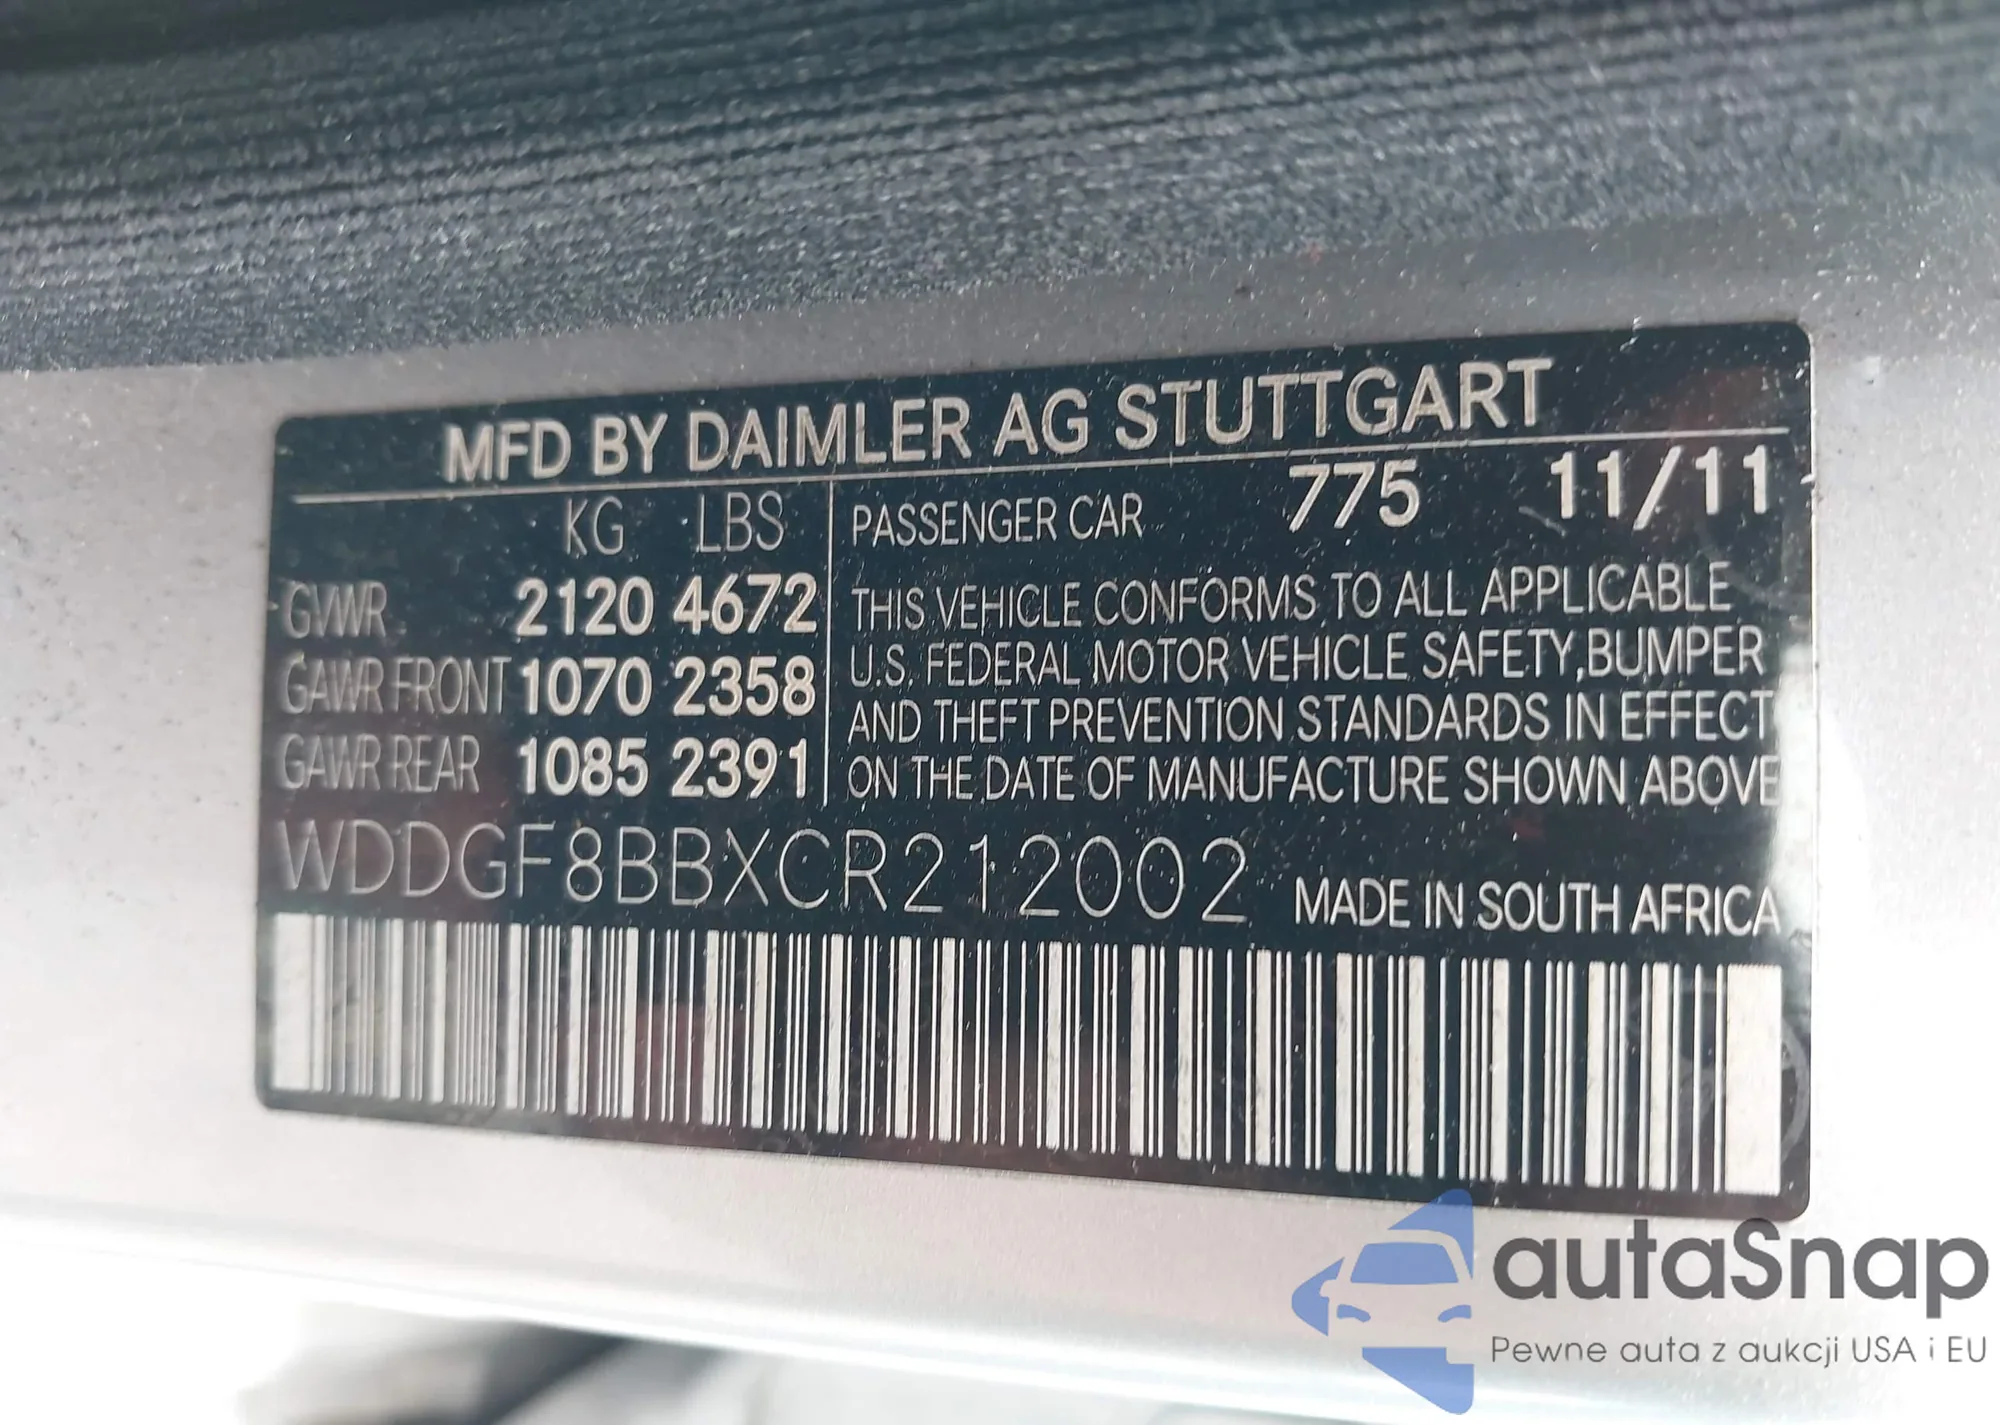 MFD BY DAIMLER AG STUTTGART
KG LBS
GVWR 2120 4672
GAWR FRONT 1070 2358
GAWR REAR 1085 2391
PASSENGER CAR 775 11/11
THIS VEHICLE CONFORMS TO ALL APPLICABLE
U.S. FEDERAL MOTOR VEHICLE SAFETY,BUMPER
AND THEFT PREVENTION STANDARDS IN EFFECT
ON THE DATE OF MANUFACTURE SHOWN ABOVE
WDDGF8BBXCR212002
MADE IN SOUTH AFRICA
autaSnap
Pewne auta z aukcji USA i EU